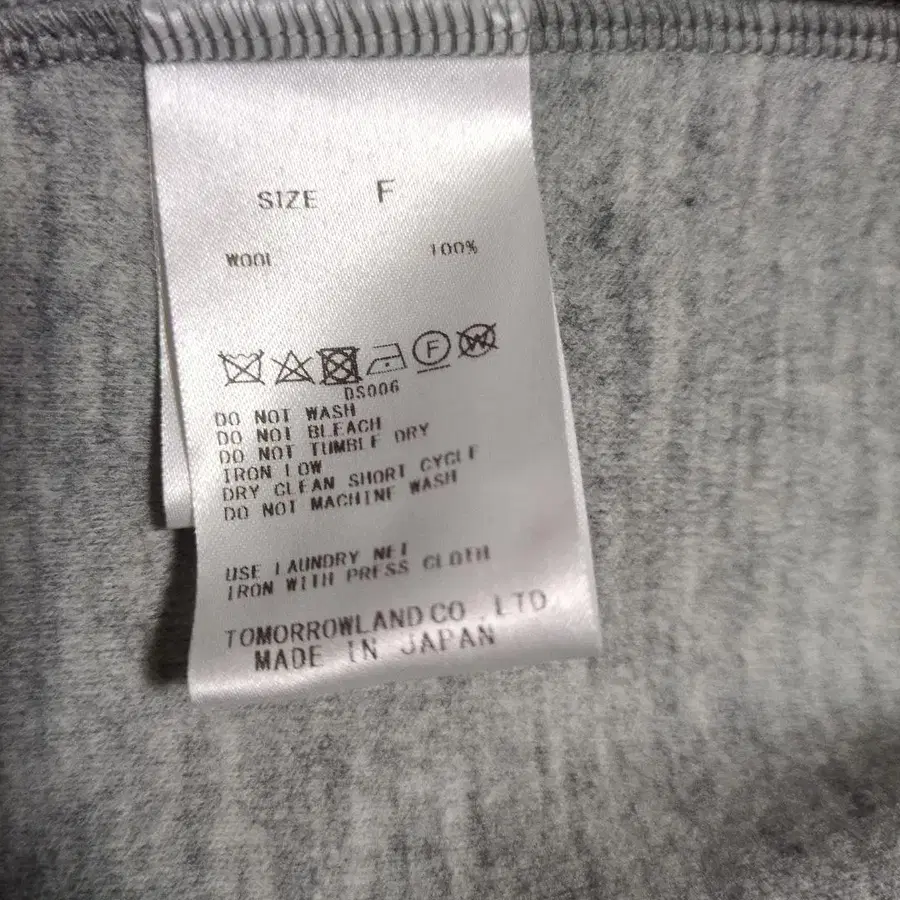 SIZE F
WOOL 100%
F W
DS006
DO NOT WASH
DO NOT BLEACH
DO NOT TUMBLE DRY
IRON LOW
DRY CLEAN SHORT CYCLE
DO NOT MACHINE WASH
USE LAUNDRY NET
IRON WITH PRESS CLOTH
TOMORROWLAND CO.,LTD
MADE IN JAPAN